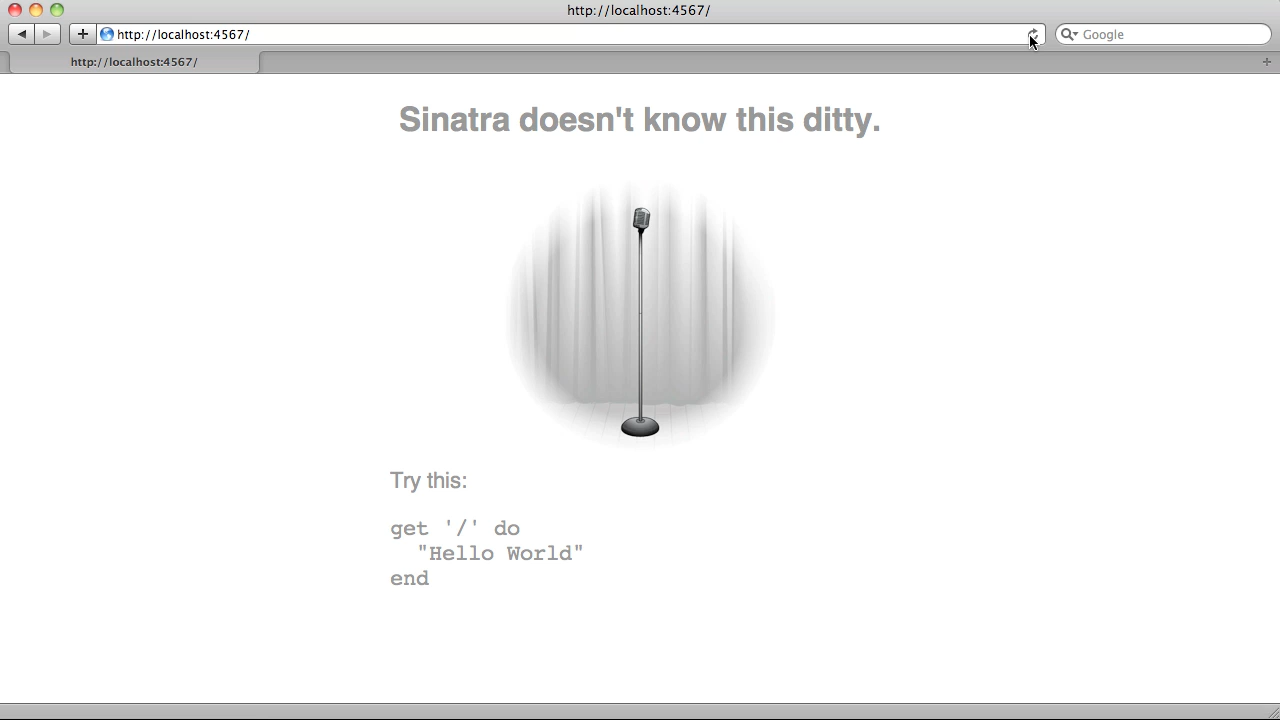 http://localhost:4567/
http://localhost:4567/
Google
http://localhost:4567/
Sinatra doesn't know this ditty.
Try this:
get '/' do
  "Hello World"
end